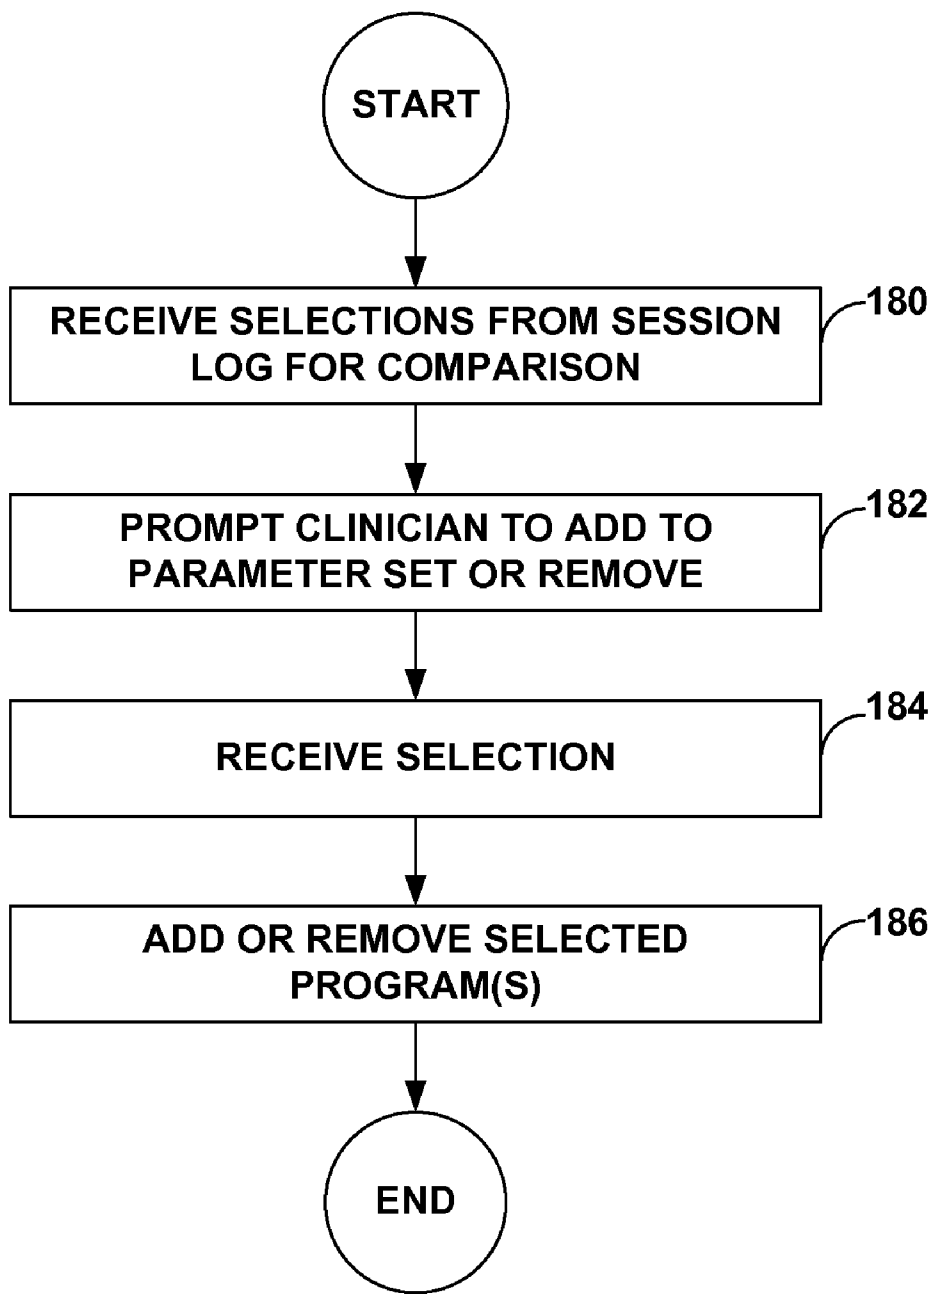 START
180
RECEIVE SELECTIONS FROM SESSION
LOG FOR COMPARISON
182
PROMPT CLINICIAN TO ADD TO
PARAMETER SET OR REMOVE
184
RECEIVE SELECTION
186
ADD OR REMOVE SELECTED
PROGRAM(S)
END